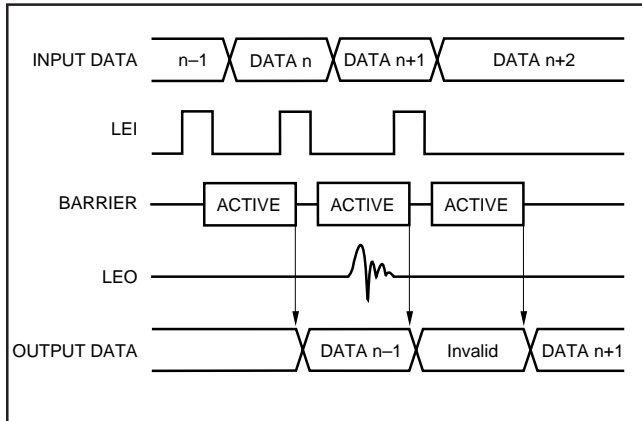 INPUT DATA n–1 DATA n DATA n+1 DATA n+2
LEI
BARRIER ACTIVE ACTIVE ACTIVE
LEO
OUTPUT DATA DATA n–1 Invalid DATA n+1